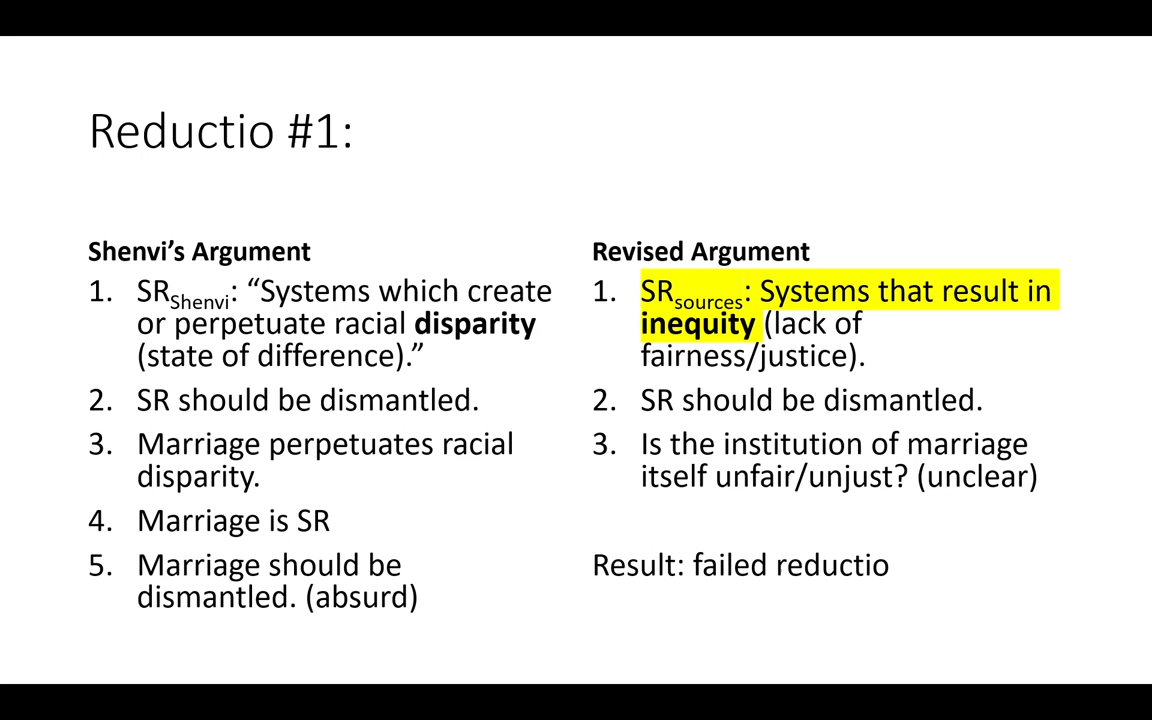 Reductio #1:
Shenvi’s Argument
1. SRShenvi: “Systems which create
or perpetuate racial disparity
(state of difference).”
2. SR should be dismantled.
3. Marriage perpetuates racial
disparity.
4. Marriage is SR
5. Marriage should be
dismantled. (absurd)
Revised Argument
1. SRsources: Systems that result in
inequity (lack of
fairness/justice).
2. SR should be dismantled.
3. Is the institution of marriage
itself unfair/unjust? (unclear)
Result: failed reductio